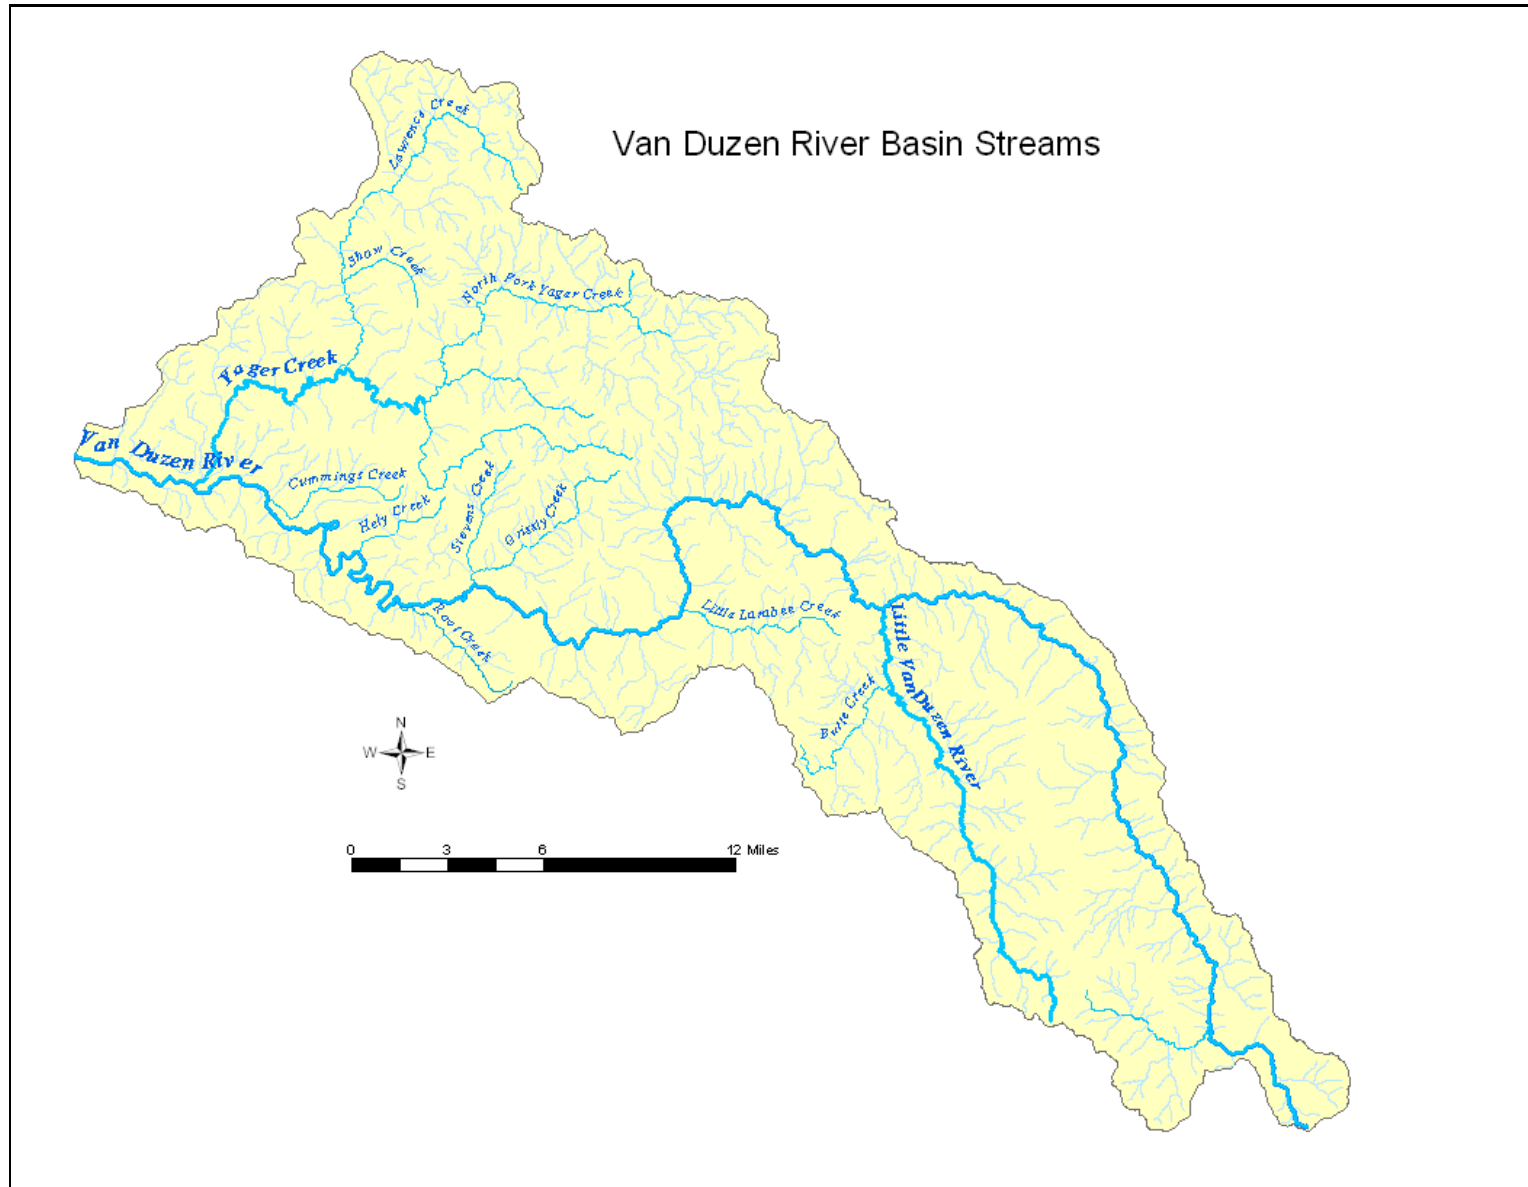 Van Duzen River Basin Streams
Lawrence Creek
Shaw Creek
North Fork Yager Creek
Yager Creek
Van Duzen River
Cummings Creek
Hely Creek
Stevens Creek
Grizzly Creek
Root Creek
Little Larabee Creek
Little VanDuzen River
Butte Creek
N
W E
S
0 3 6 12 Miles